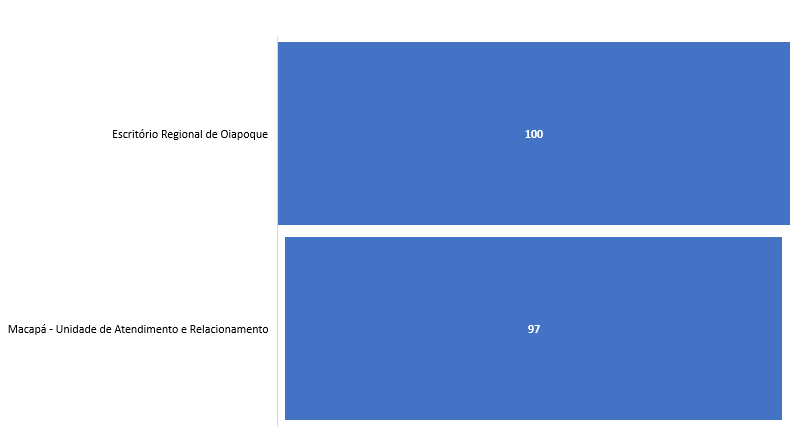 Escritório Regional de Oiapoque
100
Macapá - Unidade de Atendimento e Relacionamento
97